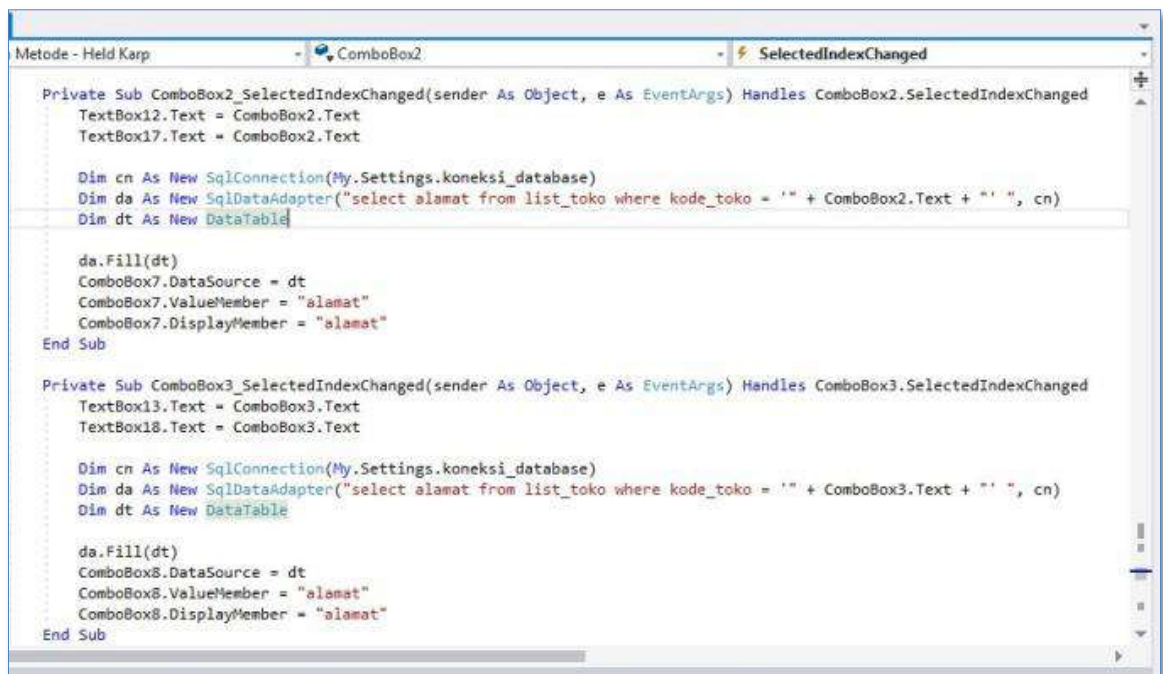 Metode - Held Karp ComboBox2 SelectedIndexChanged
Private Sub ComboBox2_SelectedIndexChanged(sender As Object, e As EventArgs) Handles ComboBox2.SelectedIndexChanged
TextBox12.Text = ComboBox2.Text
TextBox17.Text = ComboBox2.Text
Dim cn As New SqlConnection(My.Settings.koneksi_database)
Dim da As New SqlDataAdapter("select alamat from list_toko where kode_toko = '" + ComboBox2.Text + "' ", cn)
Dim dt As New DataTable
da.Fill(dt)
ComboBox7.DataSource = dt
ComboBox7.ValueMember = "alamat"
ComboBox7.DisplayMember = "alamat"
End Sub
Private Sub ComboBox3_SelectedIndexChanged(sender As Object, e As EventArgs) Handles ComboBox3.SelectedIndexChanged
TextBox13.Text = ComboBox3.Text
TextBox18.Text = ComboBox3.Text
Dim cn As New SqlConnection(My.Settings.koneksi_database)
Dim da As New SqlDataAdapter("select alamat from list_toko where kode_toko = '" + ComboBox3.Text + "' ", cn)
Dim dt As New DataTable
da.Fill(dt)
ComboBox8.DataSource = dt
ComboBox8.ValueMember = "alamat"
ComboBox8.DisplayMember = "alamat"
End Sub